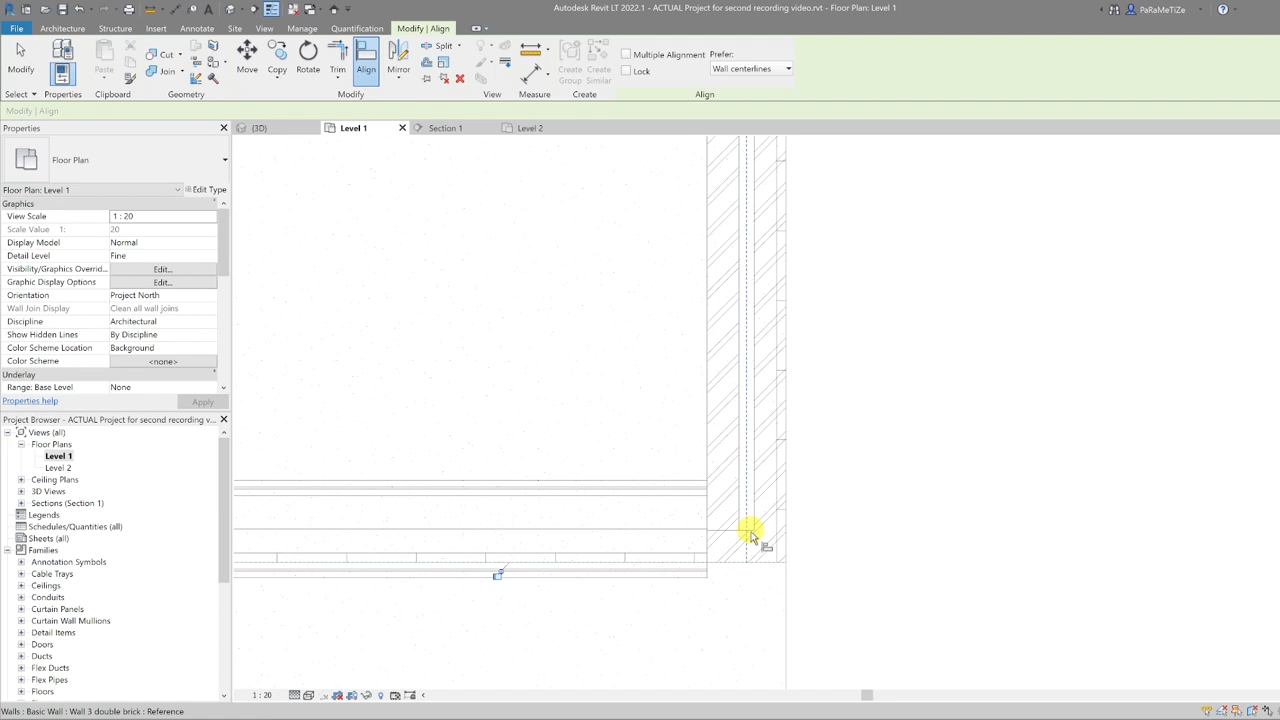 Autodesk Revit LT 2022.1 - ACTUAL Project for second recording video.rvt - Floor Plan: Level 1
PaRaMeTiZe
File Architecture Structure Insert Annotate Site View Manage Quantification Modify | Align
Modify Paste Cut Join Move Copy Rotate Trim Align Mirror Split Create Group Create Similar
Multiple Alignment Prefer:
Lock Wall centerlines
Select Properties Clipboard Geometry Modify View Measure Create Align
Modify | Align
Properties
(3D) Level 1 Section 1 Level 2
Floor Plan
Floor Plan: Level 1 Edit Type
Graphics
View Scale 1 : 20
Scale Value 1: 20
Display Model Normal
Detail Level Fine
Visibility/Graphics Overrid... Edit...
Graphic Display Options Edit...
Orientation Project North
Wall Join Display Clean all wall joins
Discipline Architectural
Show Hidden Lines By Discipline
Color Scheme Location Background
Color Scheme <none>
Underlay
Range: Base Level None
Properties help Apply
Project Browser - ACTUAL Project for second recording v...
Views (all)
Floor Plans
Level 1
Level 2
Ceiling Plans
3D Views
Sections (Section 1)
Legends
Schedules/Quantities (all)
Sheets (all)
Families
Annotation Symbols
Cable Trays
Ceilings
Conduits
Curtain Panels
Curtain Wall Mullions
Detail Items
Doors
Ducts
Flex Ducts
Flex Pipes
Floors
1 : 20
Walls : Basic Wall : Wall 3 double brick : Reference